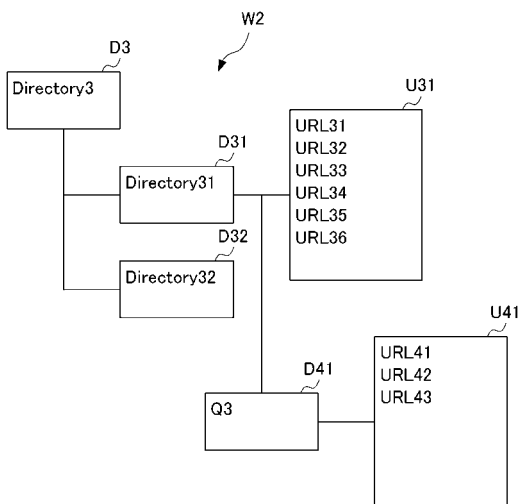 W2
D3
Directory3
U31
URL31
URL32
URL33
URL34
URL35
URL36
D31
Directory31
D32
Directory32
U41
URL41
URL42
URL43
D41
Q3